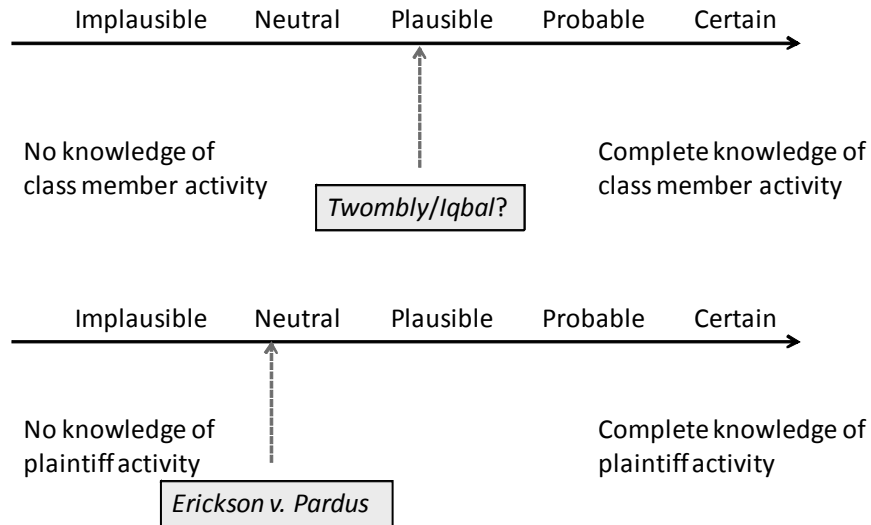 Implausible Neutral Plausible Probable Certain
No knowledge of
class member activity
Complete knowledge of
class member activity
Twombly/Iqbal?
Implausible Neutral Plausible Probable Certain
No knowledge of
plaintiff activity
Complete knowledge of
plaintiff activity
Erickson v. Pardus